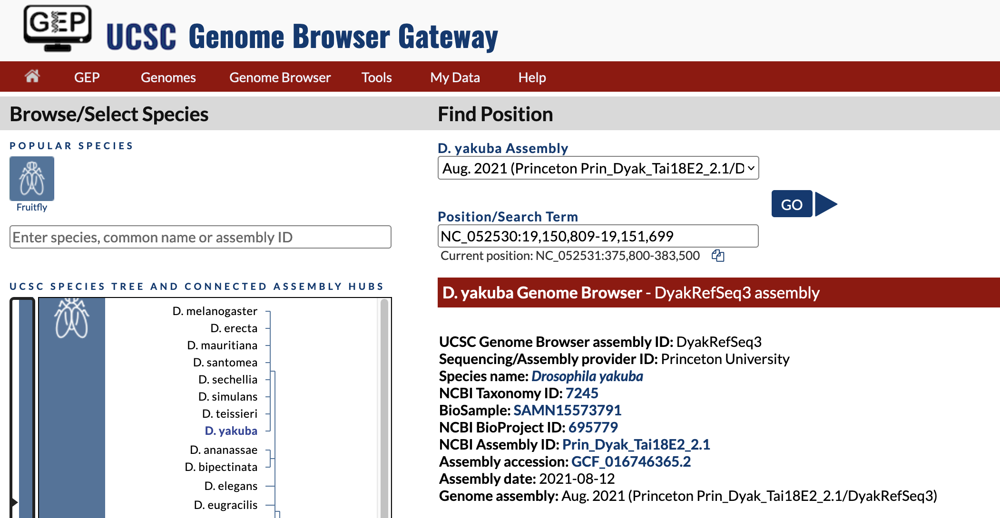 GEP
UCSC Genome Browser Gateway
GEP Genomes Genome Browser Tools My Data Help
Browse/Select Species
POPULAR SPECIES
Fruitfly
Enter species, common name or assembly ID
UCSC SPECIES TREE AND CONNECTED ASSEMBLY HUBS
D. melanogaster
D. erecta
D. mauritiana
D. santomea
D. sechellia
D. simulans
D. teissieri
D. yakuba
D. ananassae
D. bipectinata
D. elegans
D. eugracilis
Find Position
D. yakuba Assembly
Aug. 2021 (Princeton Prin_Dyak_Tai18E2_2.1/D
GO
Position/Search Term
NC_052530:19,150,809-19,151,699
Current position: NC_052531:375,800-383,500
D. yakuba Genome Browser - DyakRefSeq3 assembly
UCSC Genome Browser assembly ID: DyakRefSeq3
Sequencing/Assembly provider ID: Princeton University
Species name: Drosophila yakuba
NCBI Taxonomy ID: 7245
BioSample: SAMN15573791
NCBI BioProject ID: 695779
NCBI Assembly ID: Prin_Dyak_Tai18E2_2.1
Assembly accession: GCF_016746365.2
Assembly date: 2021-08-12
Genome assembly: Aug. 2021 (Princeton Prin_Dyak_Tai18E2_2.1/DyakRefSeq3)